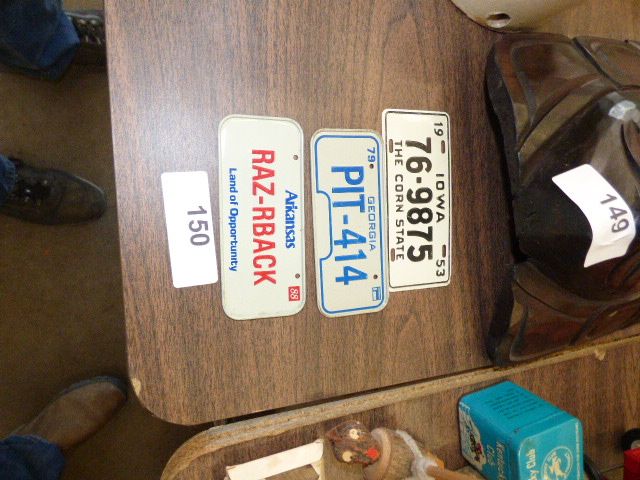 150
Arkansas
RAZ-RBACK
Land of Opportunity
88
79 GEORGIA
PIT-414
19 IOWA 53
76-9875
THE CORN STATE
149